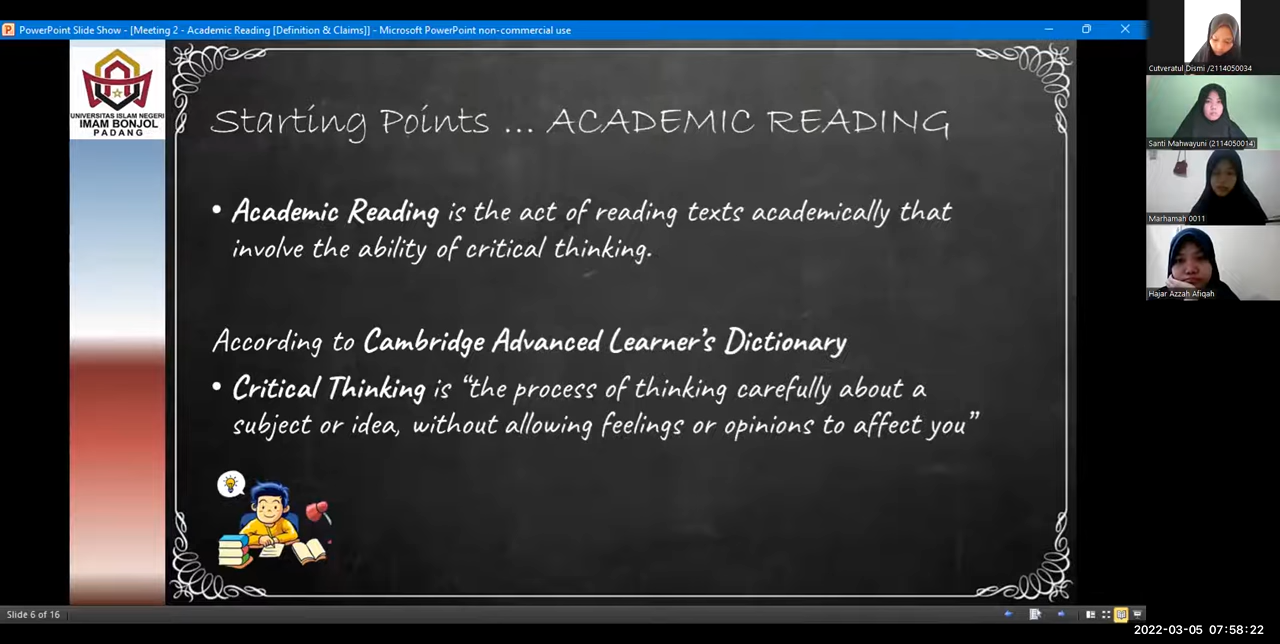 PowerPoint Slide Show - [Meeting 2 - Academic Reading [Definition & Claims]] - Microsoft PowerPoint non-commercial use
UNIVERSITAS ISLAM NEGERI
IMAM BONJOL
PADANG
Starting Points ... ACADEMIC READING
• Academic Reading is the act of reading texts academically that
involve the ability of critical thinking.
According to Cambridge Advanced Learner's Dictionary
• Critical Thinking is “the process of thinking carefully about a
subject or idea, without allowing feelings or opinions to affect you”
Slide 6 of 16
Cutveratul Dismi /2114050034
Santi Mahwayuni (2114050014)
Marhamah 0011
Hajar Azzah Afiqah
2022-03-05 07:58:22